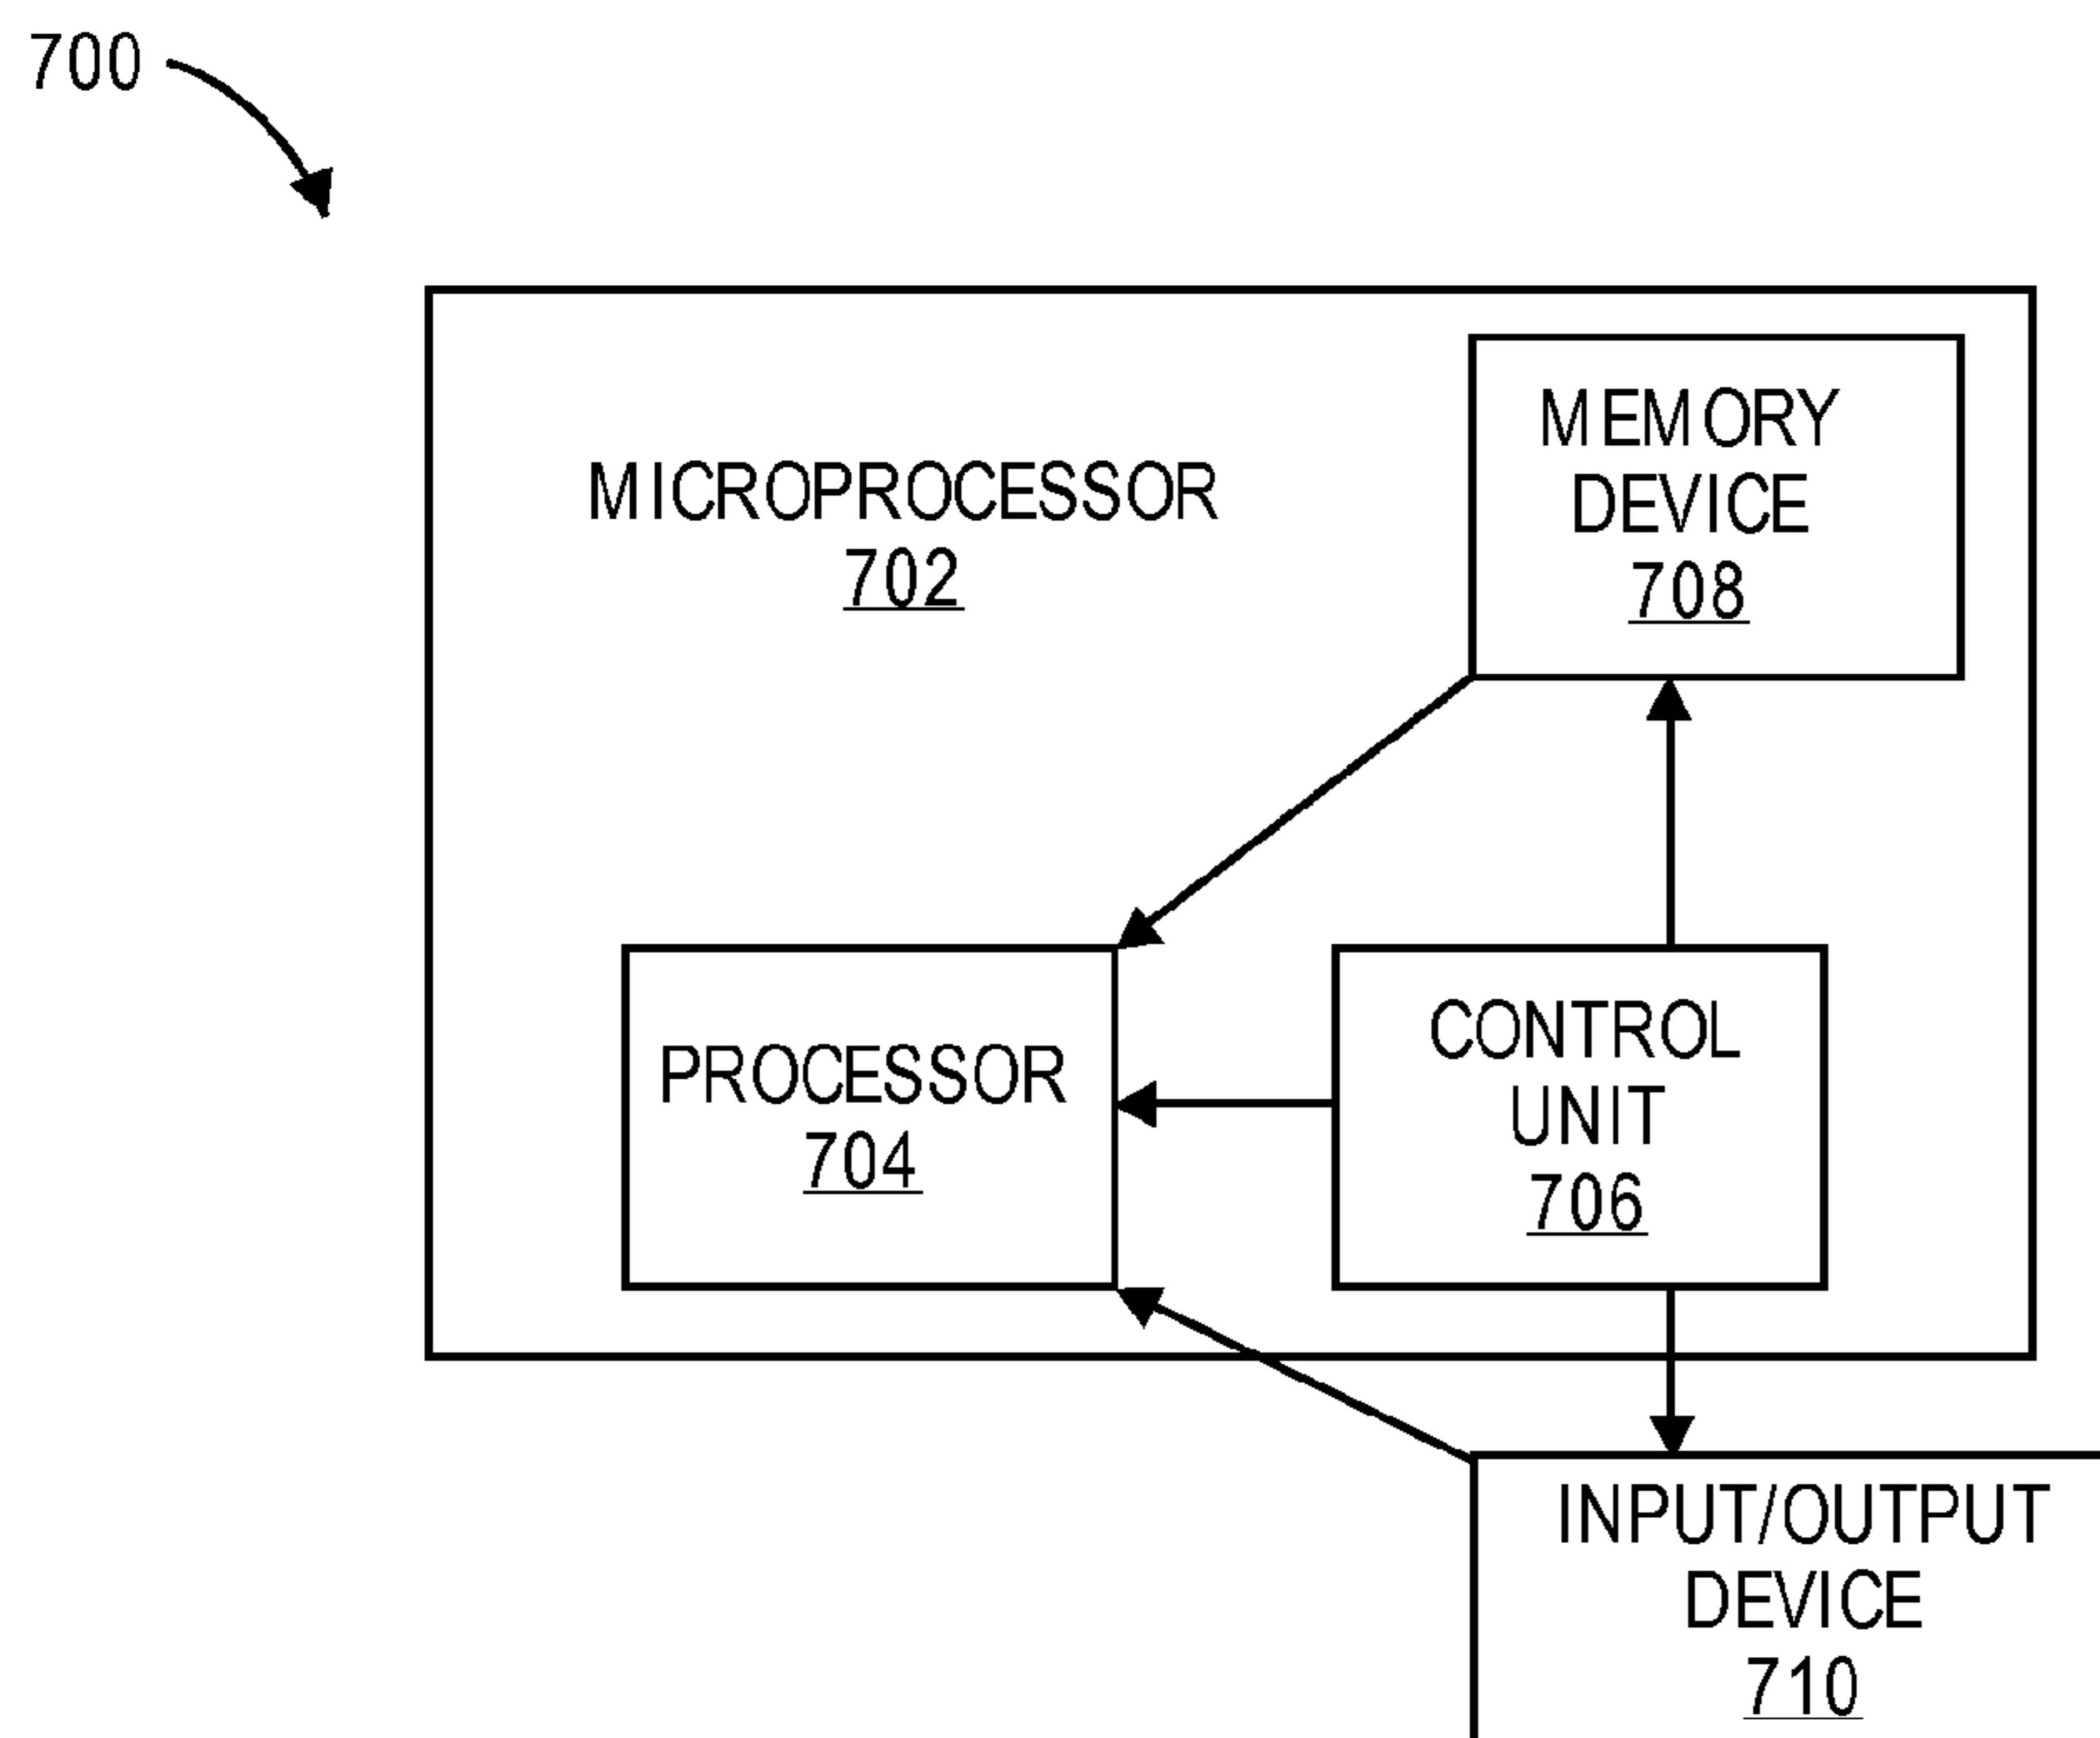 700
MICROPROCESSOR
702
MEMORY
DEVICE
708
PROCESSOR
704
CONTROL
UNIT
706
INPUT/OUTPUT
DEVICE
710